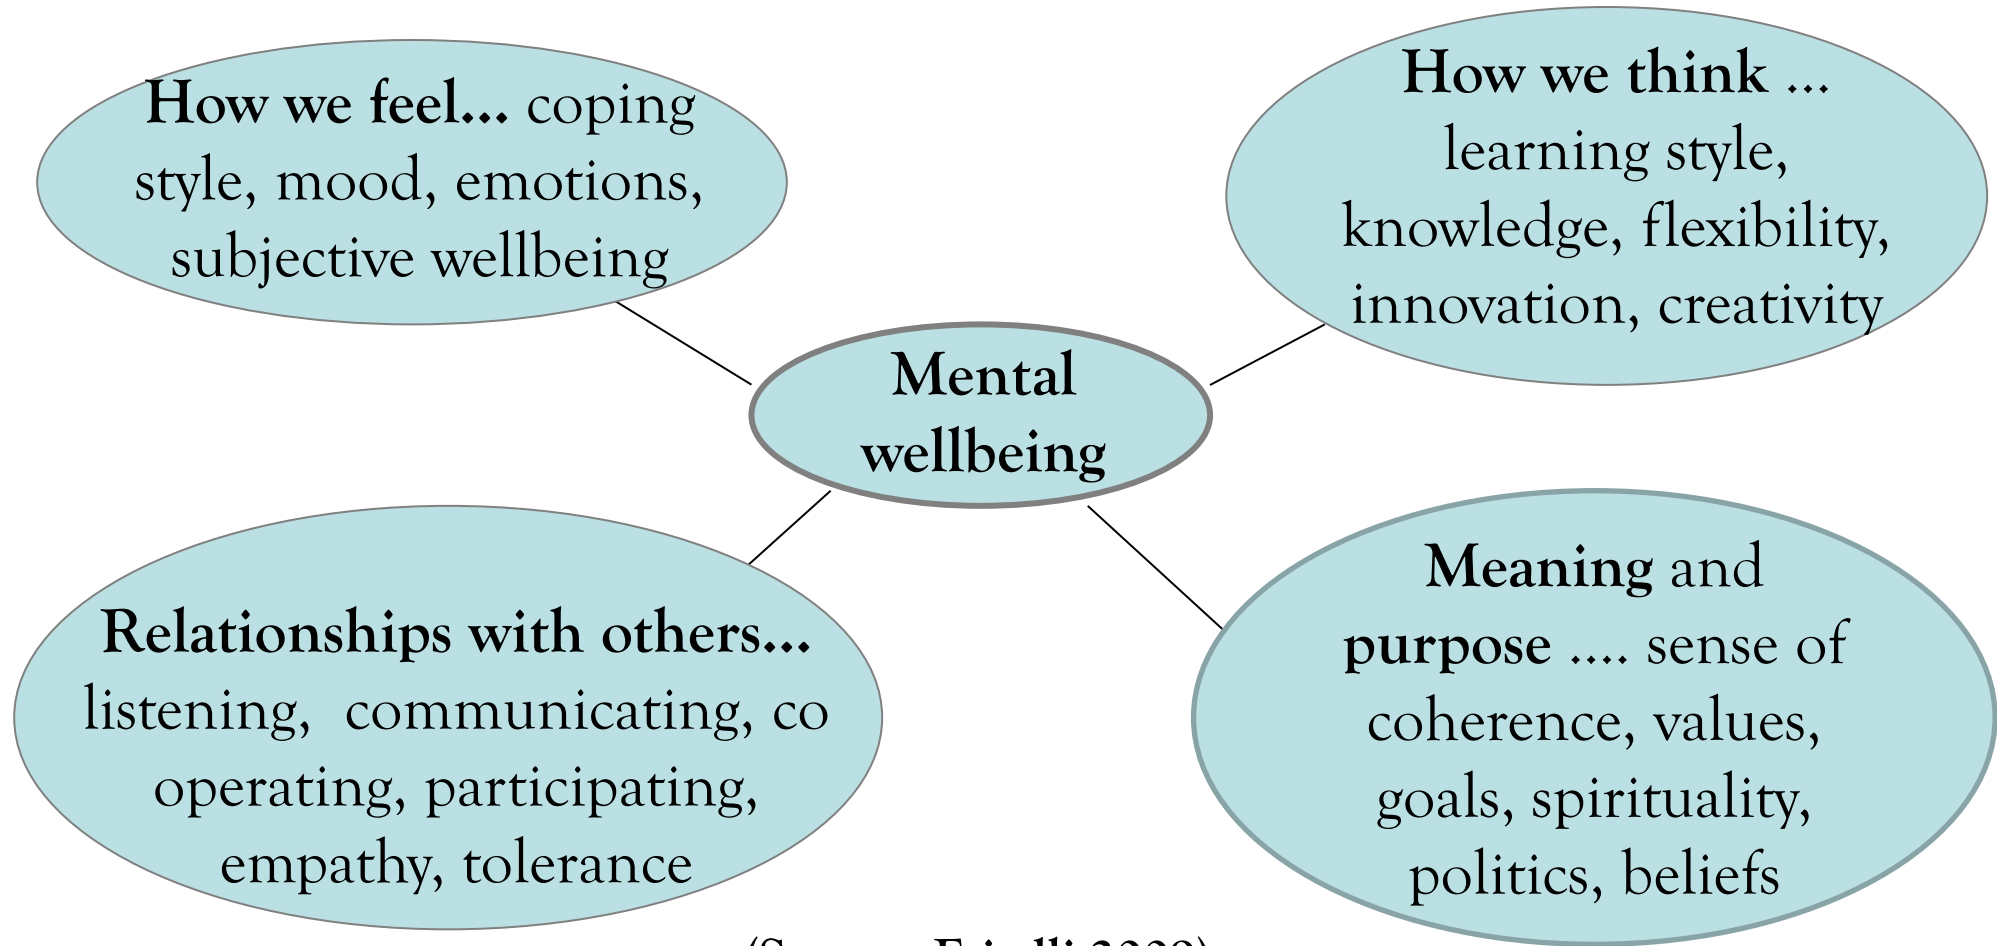 How we feel... coping
style, mood, emotions,
subjective wellbeing
How we think ...
learning style,
knowledge, flexibility,
innovation, creativity
Mental
wellbeing
Relationships with others...
listening,  communicating, co
operating, participating,
empathy, tolerance
Meaning and
purpose .... sense of
coherence, values,
goals, spirituality,
politics, beliefs